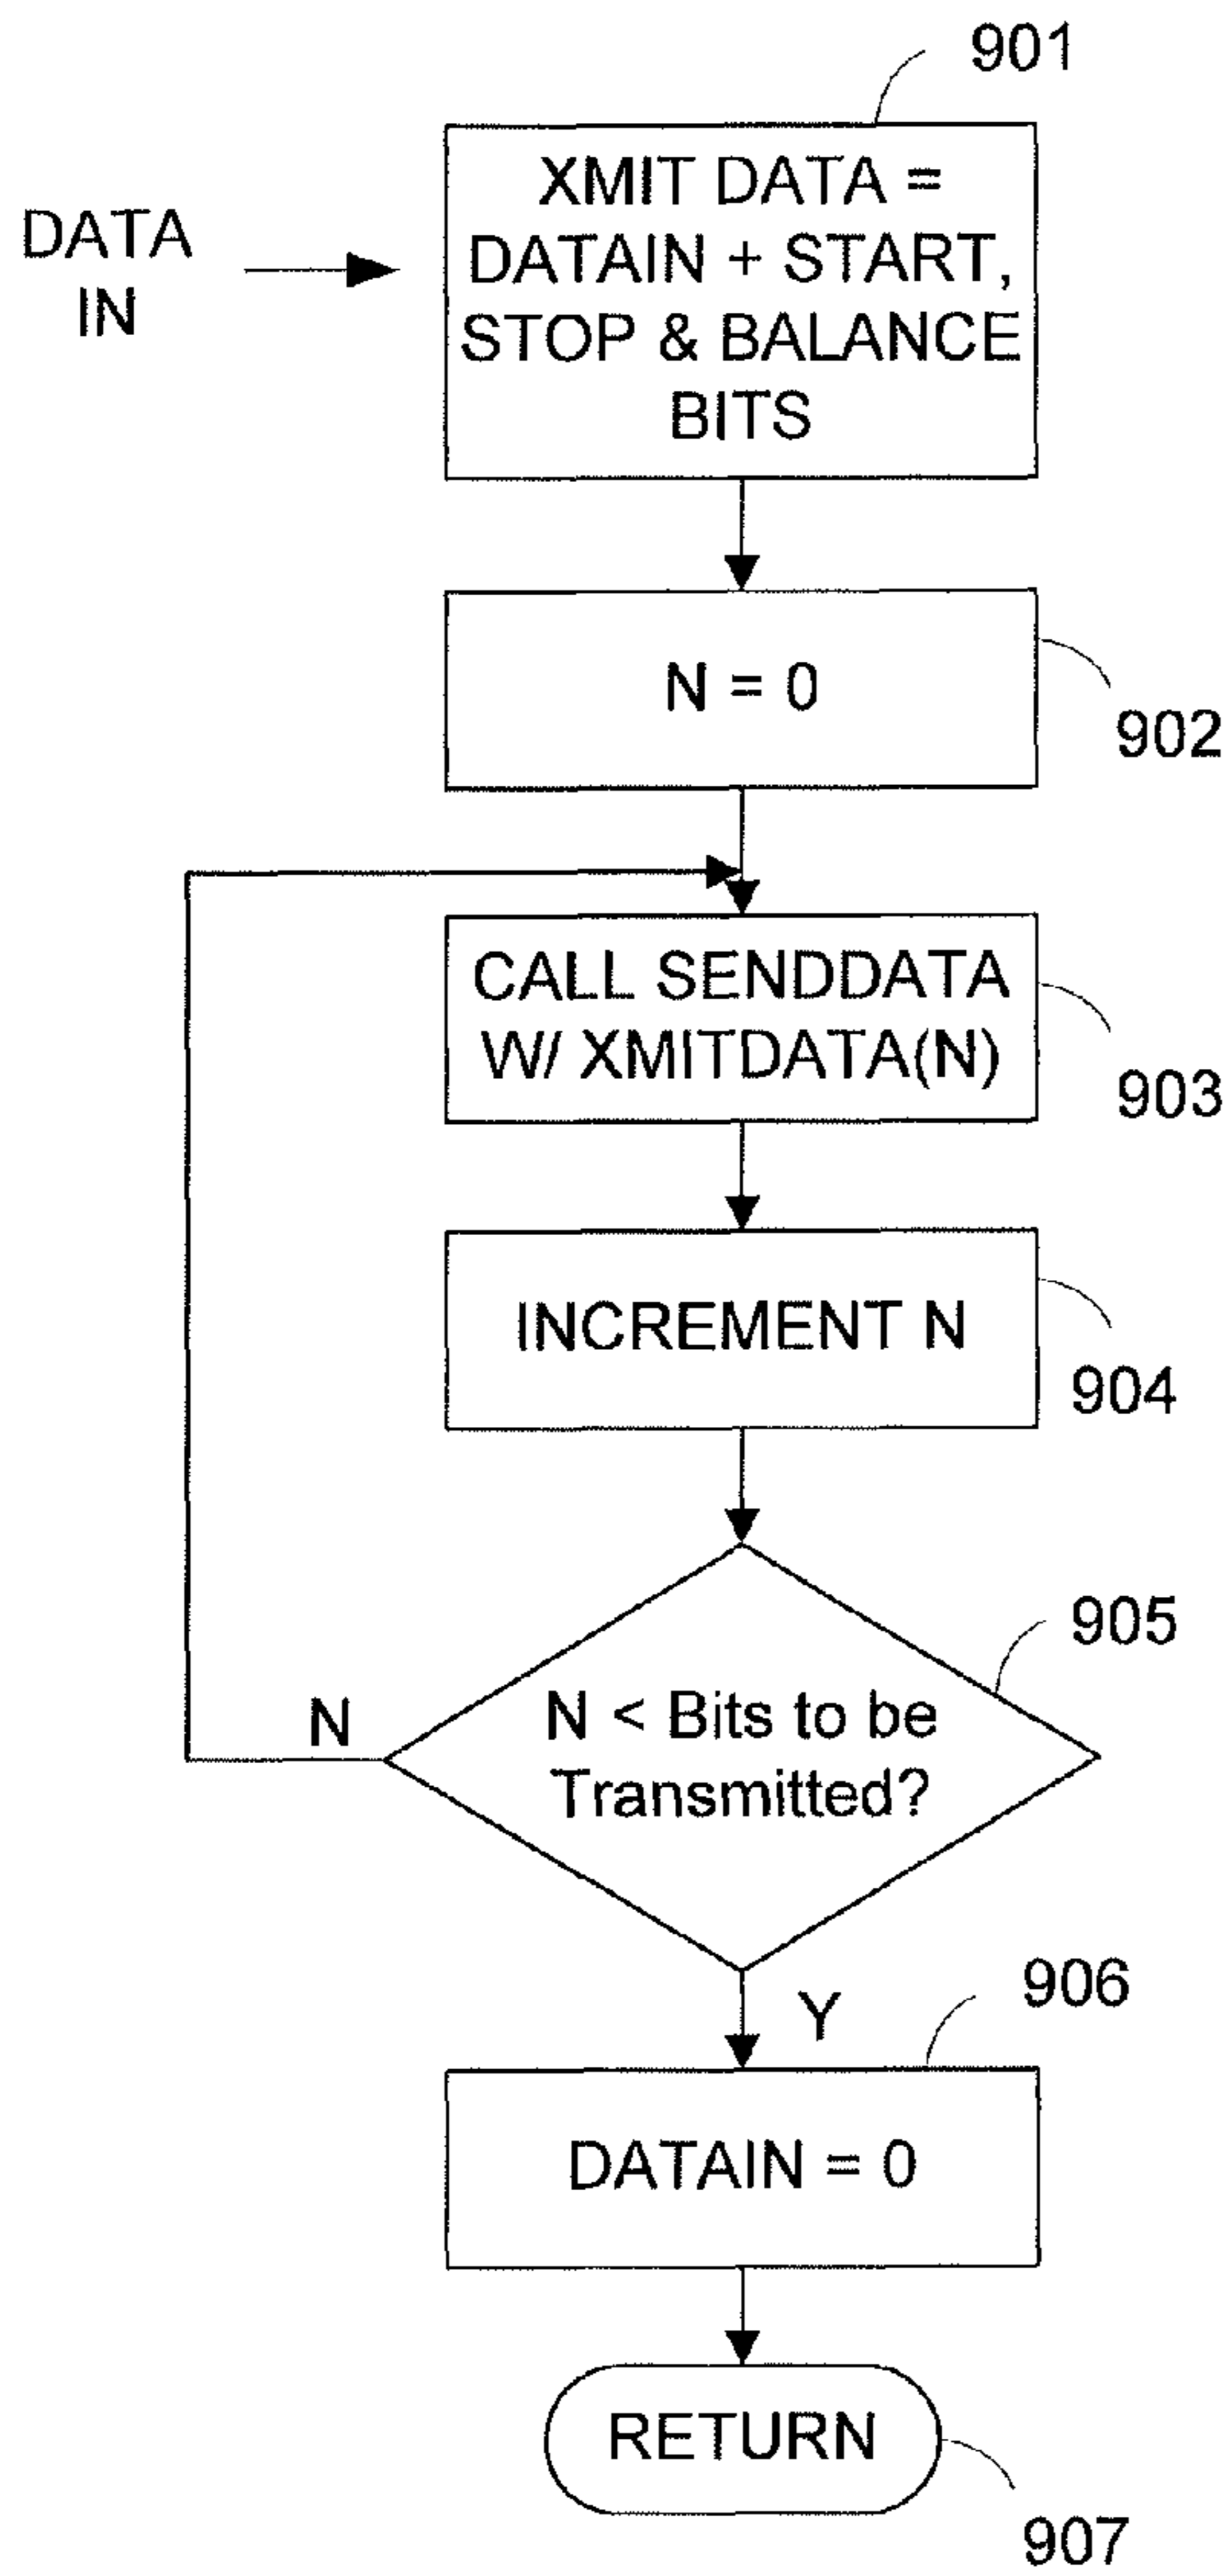 901
XMIT DATA =
DATAIN + START,
STOP & BALANCE
BITS
DATA
IN
N = 0
902
CALL SENDDATA
W/ XMITDATA(N)
903
INCREMENT N
904
905
N < Bits to be
Transmitted?
N
Y
906
DATAIN = 0
RETURN
907